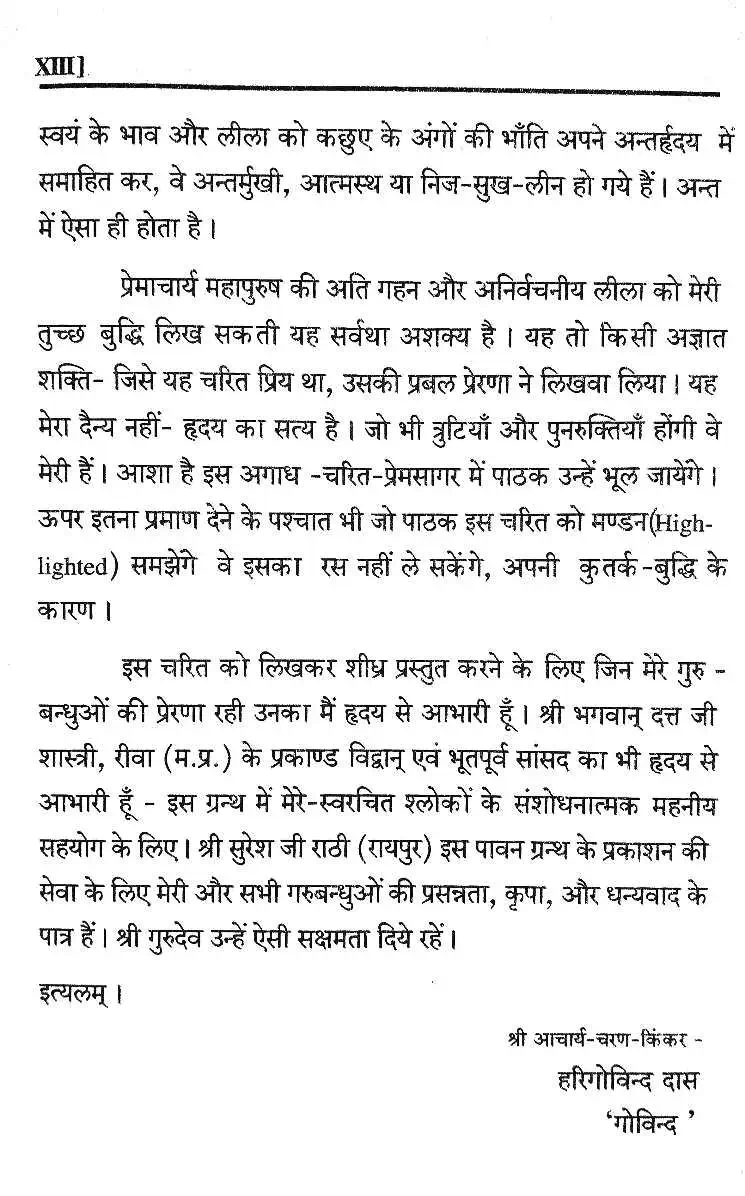 XIII]
स्वयं के भाव और लीला को कछुए के अंगों की भाँति अपने अन्तर्हृदय में
समाहित कर, वे अन्तर्मुखी, आत्मस्थ या निज-सुख-लीन हो गये हैं। अन्त
में ऐसा ही होता है।
प्रेमाचार्य महापुरुष की अति गहन और अनिर्वचनीय लीला को मेरी
तुच्छ बुद्धि लिख सकती यह सर्वथा अशक्य है। यह तो किसी अज्ञात
शक्ति- जिसे यह चरित प्रिय था, उसकी प्रबल प्रेरणा ने लिखवा लिया। यह
मेरा दैन्य नहीं- हृदय का सत्य है। जो भी त्रुटियाँ और पुनरुक्तियाँ होंगी वे
मेरी हैं। आशा है इस अगाध -चरित-प्रेमसागर में पाठक उन्हें भूल जायेंगे।
ऊपर इतना प्रमाण देने के पश्चात भी जो पाठक इस चरित को मण्डन(High-
lighted) समझेगे वे इसका रस नहीं ले सकेंगे, अपनी कुतर्क-बुद्धि के
कारण।
इस चरित को लिखकर शीध्र प्रस्तुत करने के लिए जिन मेरे गुरु -
बन्धुओं की प्रेरणा रही उनका मैं हृदय से आभारी हूँ। श्री भगवान् दत्त जी
शास्त्री, रीवा (म.प्र.) के प्रकाण्ड विद्वान् एवं भूतपूर्व सांसद का भी हृदय से
आभारी हूँ - इस ग्रन्थ में मेरे-स्वरचित श्लोकों के संशोधनात्मक महनीय
सहयोग के लिए। श्री सुरेश जी राठी (रायपुर) इस पावन ग्रन्थ के प्रकाशन की
सेवा के लिए मेरी और सभी गरुबन्धुओं की प्रसन्नता, कृपा, और धन्यवाद के
पात्र हैं। श्री गुरुदेव उन्हें ऐसी सक्षमता दिये रहें।
इत्यलम्।
श्री आचार्य-चरण-किंकर -
हरिगोविन्द दास
'गोविन्द '